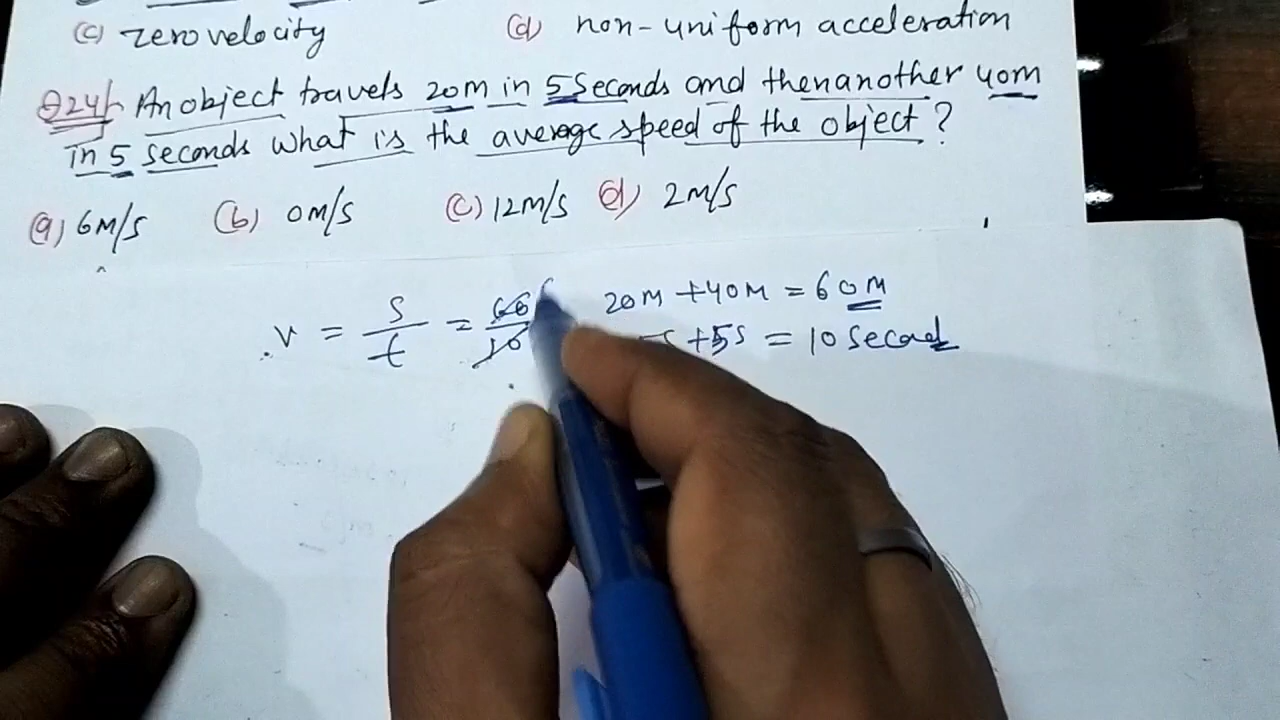 (c) zero velocity (d) non-uniform acceleration
Q24/- An object travels 20m in 5 Seconds and then another 40m
in 5 seconds what is the average speed of the object?
(a) 6M/S (b) 0M/S (c) 12M/S (d) 2M/S
20M +40M = 60M
V = S/t = 60/10 6
+5s = 10 Second